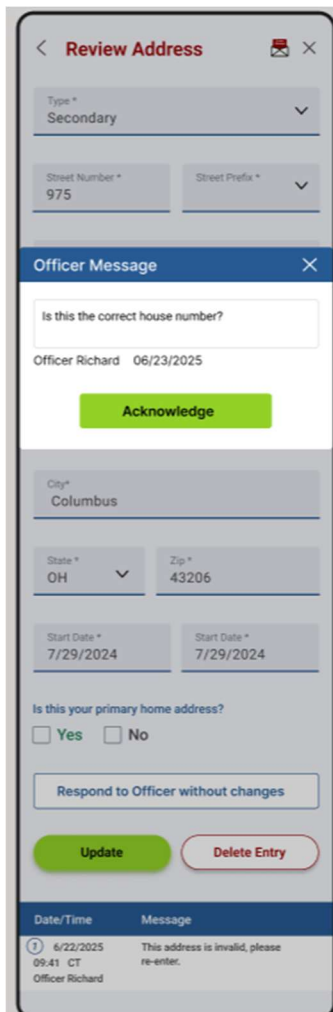 Review Address
Type *
Secondary
Street Number * Street Prefix *
975
Officer Message
Is this the correct house number?
Officer Richard 06/23/2025
Acknowledge
City*
Columbus
State * Zip *
OH 43206
Start Date * Start Date *
7/29/2024 7/29/2024
Is this your primary home address?
Yes No
Respond to Officer without changes
Update Delete Entry
Date/Time Message
6/22/2025 This address is invalid, please
09:41 CT re-enter.
Officer Richard